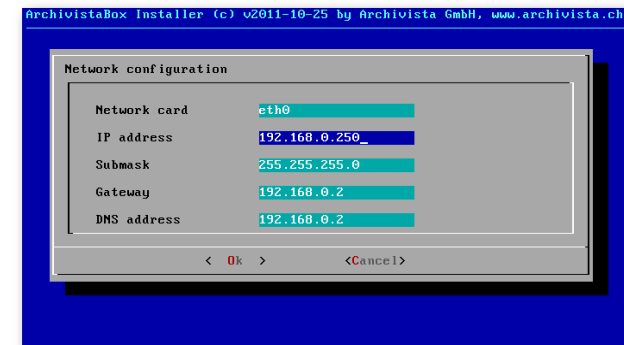 ArchivistaBox Installer (c) v2011-10-25 by Archivista GmbH, www.archivista.ch
Network configuration
Network card eth0
IP address 192.168.0.250_
Submask 255.255.255.0
Gateway 192.168.0.2
DNS address 192.168.0.2
< Ok > <Cancel>